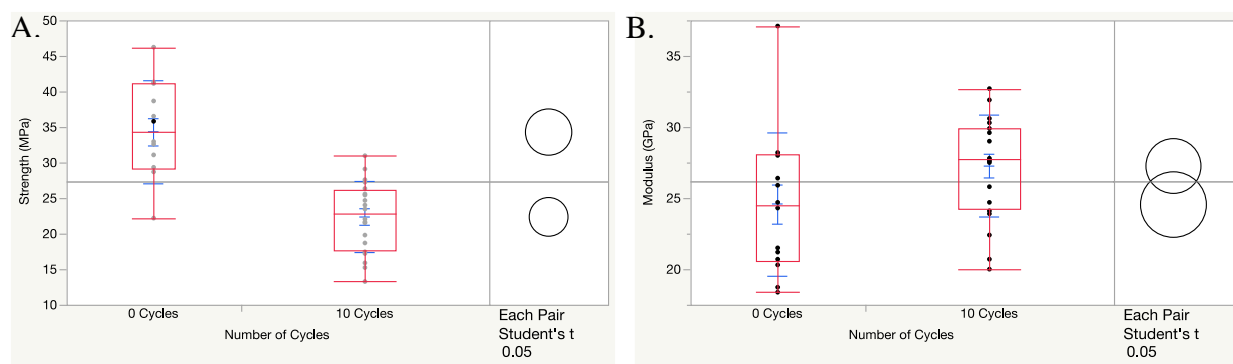 A.
50
45
40
35
30
25
20
15
10
Strength (MPa)
0 Cycles
10 Cycles
Number of Cycles
Each Pair
Student's t
0.05
B.
35
30
25
20
Modulus (GPa)
0 Cycles
10 Cycles
Number of Cycles
Each Pair
Student's t
0.05